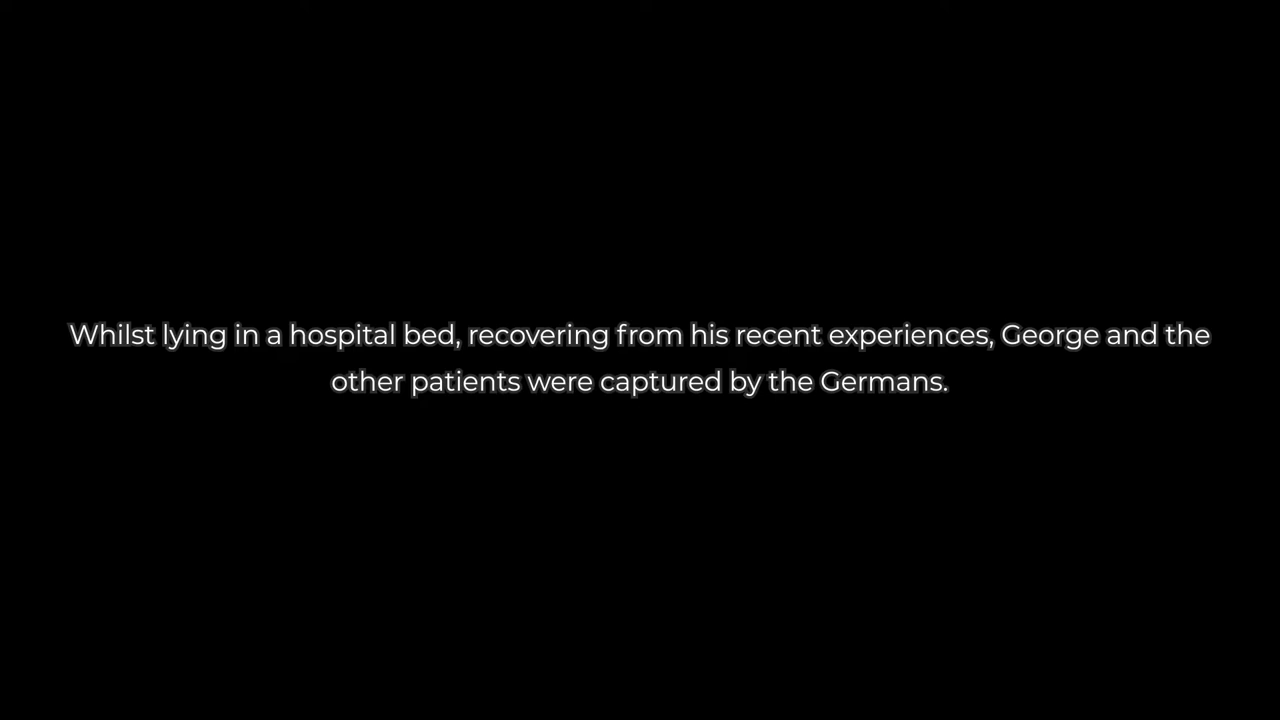 Whilst lying in a hospital bed, recovering from his recent experiences, George and the
other patients were captured by the Germans.